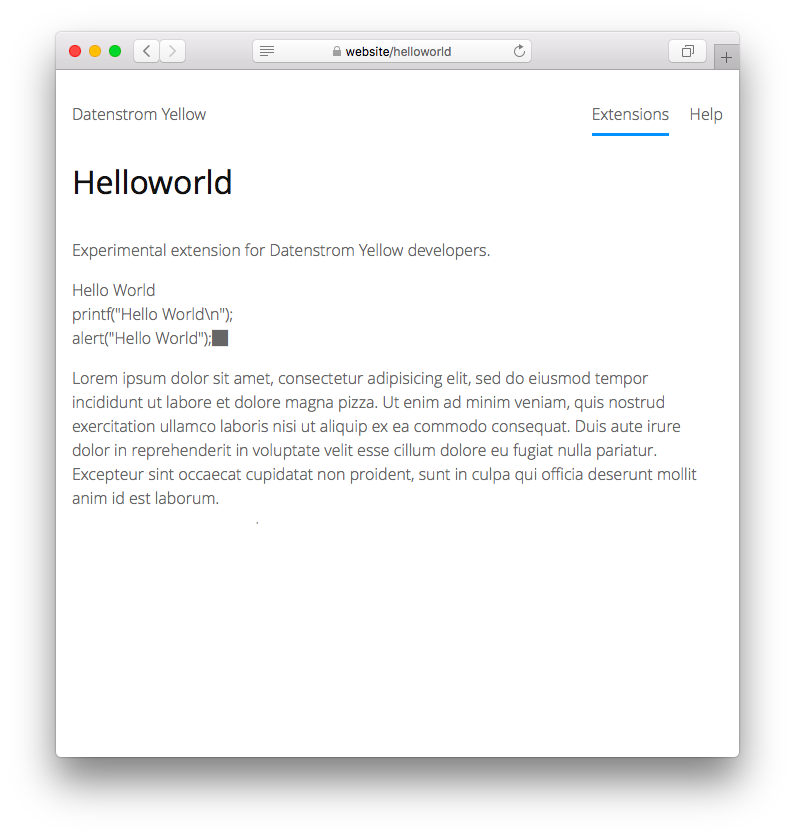 website/helloworld
Datenstrom Yellow
Extensions
Help
Helloworld
Experimental extension for Datenstrom Yellow developers.
Hello World
printf("Hello World\n");
alert("Hello World");
Lorem ipsum dolor sit amet, consectetur adipisicing elit, sed do eiusmod tempor
incididunt ut labore et dolore magna pizza. Ut enim ad minim veniam, quis nostrud
exercitation ullamco laboris nisi ut aliquip ex ea commodo consequat. Duis aute irure
dolor in reprehenderit in voluptate velit esse cillum dolore eu fugiat nulla pariatur.
Excepteur sint occaecat cupidatat non proident, sunt in culpa qui officia deserunt mollit
anim id est laborum.